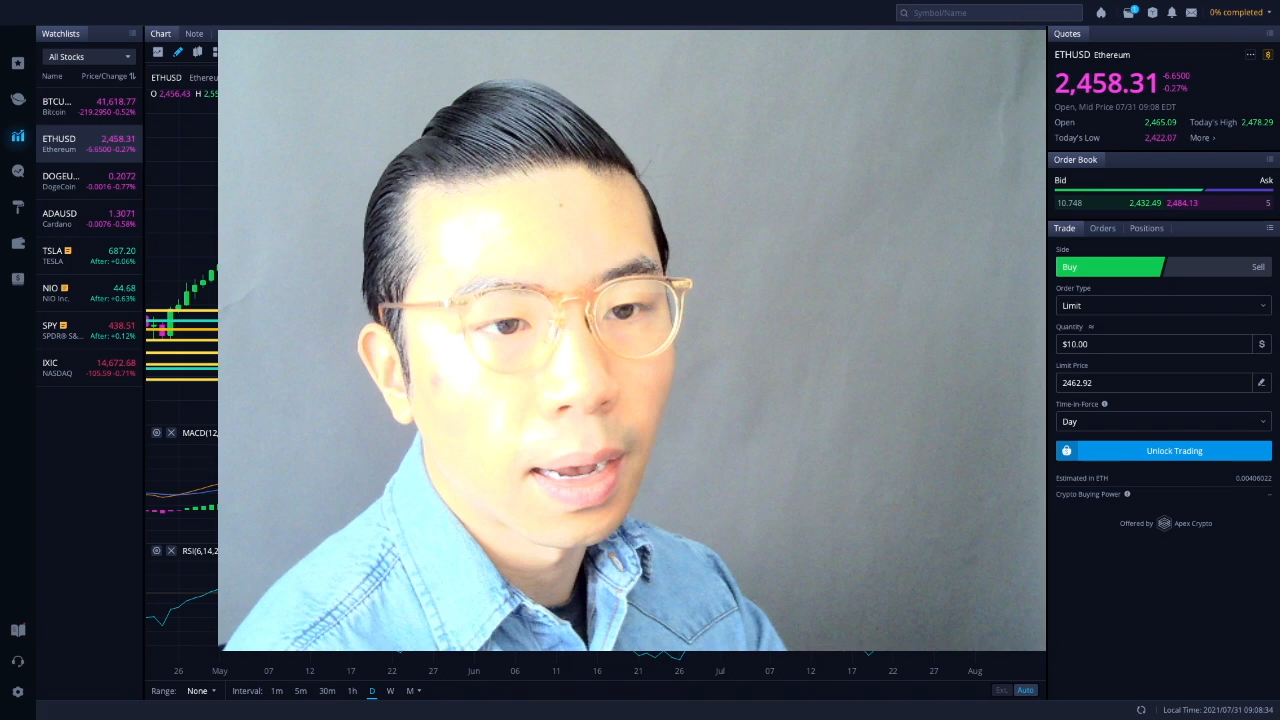 Symbol/Name
1
0% completed
Watchlists
All Stocks
Name Price/Change
BTCU... 41,618.77
Bitcoin -219.2950 -0.52%
ETHUSD 2,458.31
Ethereum -6.6500 -0.27%
DOGEU... 0.2072
DogeCoin -0.0016 -0.77%
ADAUSD 1.3071
Cardano -0.0076 -0.58%
TSLA 687.20
TESLA After: +0.06%
NIO 44.68
NIO Inc. After: +0.63%
SPY 438.51
SPDR® S&... After: +0.12%
IXIC 14,672.68
NASDAQ -105.59 -0.71%
Chart Note
ETHUSD Ethereu
O 2,456.43 H 2,55
MACD(12,
RSI(6,14,2
26 May 07 12 17 22 27 Jun 06 11 16 21 26 Jul 07 12 17 22 27 Aug
Range: None Interval: 1m 5m 30m 1h D W M
Ext. Auto
Quotes
ETHUSD Ethereum
2,458.31 -6.6500
-0.27%
Open, Mid Price 07/31 09:08 EDT
Open 2,465.09 Today's High 2,478.29
Today's Low 2,422.07 More ›
Order Book
Bid Ask
10.748 2,432.49 2,484.13 5
Trade Orders Positions
Side
Buy Sell
Order Type
Limit
Quantity ≈
$10.00 $
Limit Price
2462.92
Time-In-Force
Day
Unlock Trading
Estimated in ETH 0.00406022
Crypto Buying Power --
Offered by Apex Crypto
Local Time: 2021/07/31 09:08:34